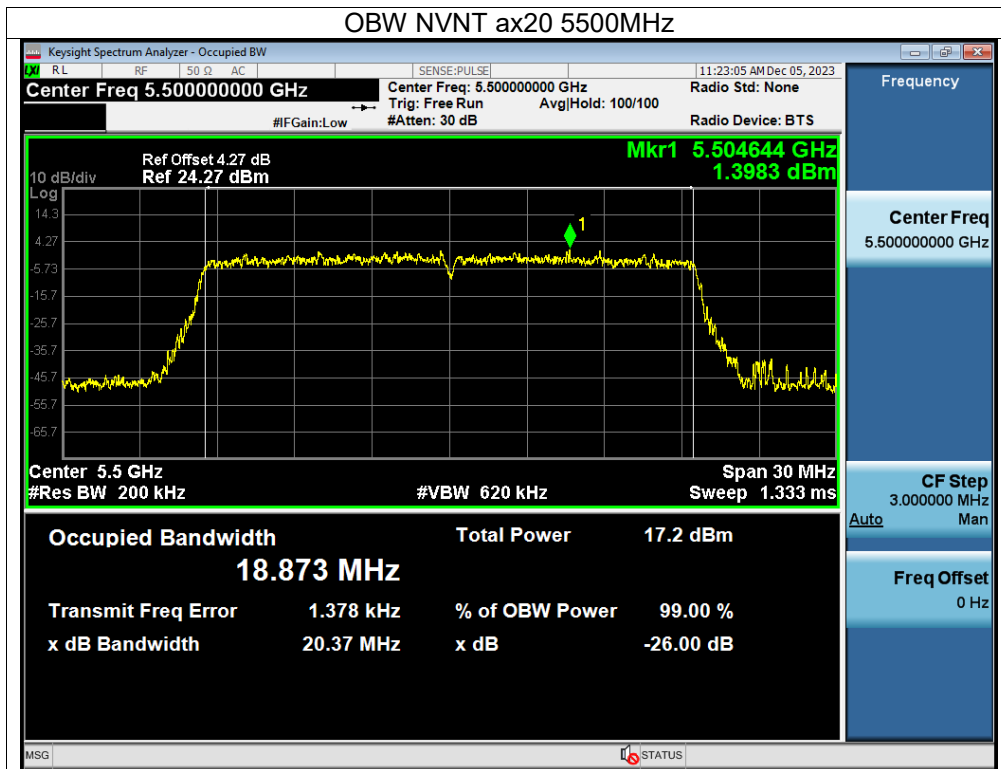 OBW NVNT ax20 5500MHz
Keysight Spectrum Analyzer - Occupied BW
LXI RL RF 50 Ω AC SENSE:PULSE 11:23:05 AM Dec 05, 2023
Center Freq 5.500000000 GHz Center Freq: 5.500000000 GHz Radio Std: None Frequency
Trig: Free Run Avg|Hold: 100/100
#IFGain:Low #Atten: 30 dB Radio Device: BTS
Mkr1 5.504644 GHz
Ref Offset 4.27 dB
10 dB/div Ref 24.27 dBm 1.3983 dBm
Log
14.3
4.27
-5.73
-15.7
-25.7
-35.7
-45.7
-55.7
-65.7
1
Center 5.5 GHz Span 30 MHz
#Res BW 200 kHz #VBW 620 kHz Sweep 1.333 ms
Occupied Bandwidth Total Power 17.2 dBm
18.873 MHz
Transmit Freq Error 1.378 kHz % of OBW Power 99.00 %
x dB Bandwidth 20.37 MHz x dB -26.00 dB
Center Freq
5.500000000 GHz
CF Step
3.000000 MHz
Auto Man
Freq Offset
0 Hz
MSG STATUS